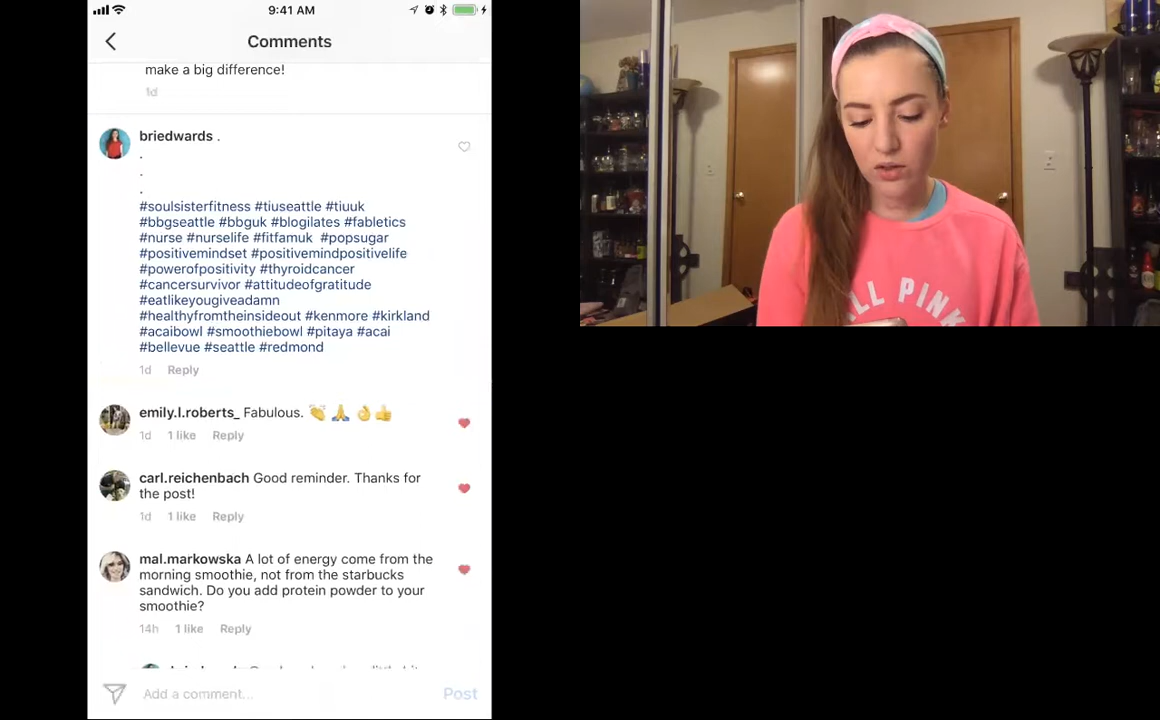 9:41 AM
Comments
make a big difference!
1d
briedwards .
.
.
.
#soulsisterfitness #tiuseattle #tiuuk
#bbgseattle #bbguk #blogilates #fabletics
#nurse #nurselife #fitfamuk #popsugar
#positivemindset #positivemindpositivelife
#powerofpositivity #thyroidcancer
#cancersurvivor #attitudeofgratitude
#eatlikeyougiveadamn
#healthyfromtheinsideout #kenmore #kirkland
#acaibowl #smoothiebowl #pitaya #acai
#bellevue #seattle #redmond
1d Reply
emily.l.roberts_ Fabulous. 👏 🙏 👌👍
1d 1 like Reply
carl.reichenbach Good reminder. Thanks for
the post!
1d 1 like Reply
mal.markowska A lot of energy come from the
morning smoothie, not from the starbucks
sandwich. Do you add protein powder to your
smoothie?
14h 1 like Reply
Add a comment... Post
PINK